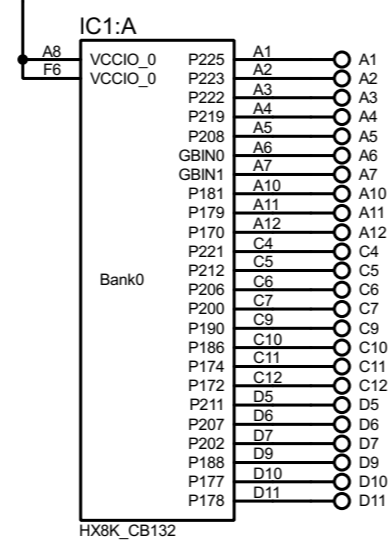 IC1:A
A8 VCCIO_0 P225 A1 A1
F6 VCCIO_0 P223 A2 A2
P222 A3 A3
P219 A4 A4
P208 A5 A5
GBIN0 A6 A6
GBIN1 A7 A7
P181 A10 A10
P179 A11 A11
P170 A12 A12
P221 C4 C4
P212 C5 C5
Bank0 P206 C6 C6
P200 C7 C7
P190 C9 C9
P186 C10 C10
P174 C11 C11
P172 C12 C12
P211 D5 D5
P207 D6 D6
P202 D7 D7
P188 D9 D9
P177 D10 D10
P178 D11 D11
HX8K_CB132